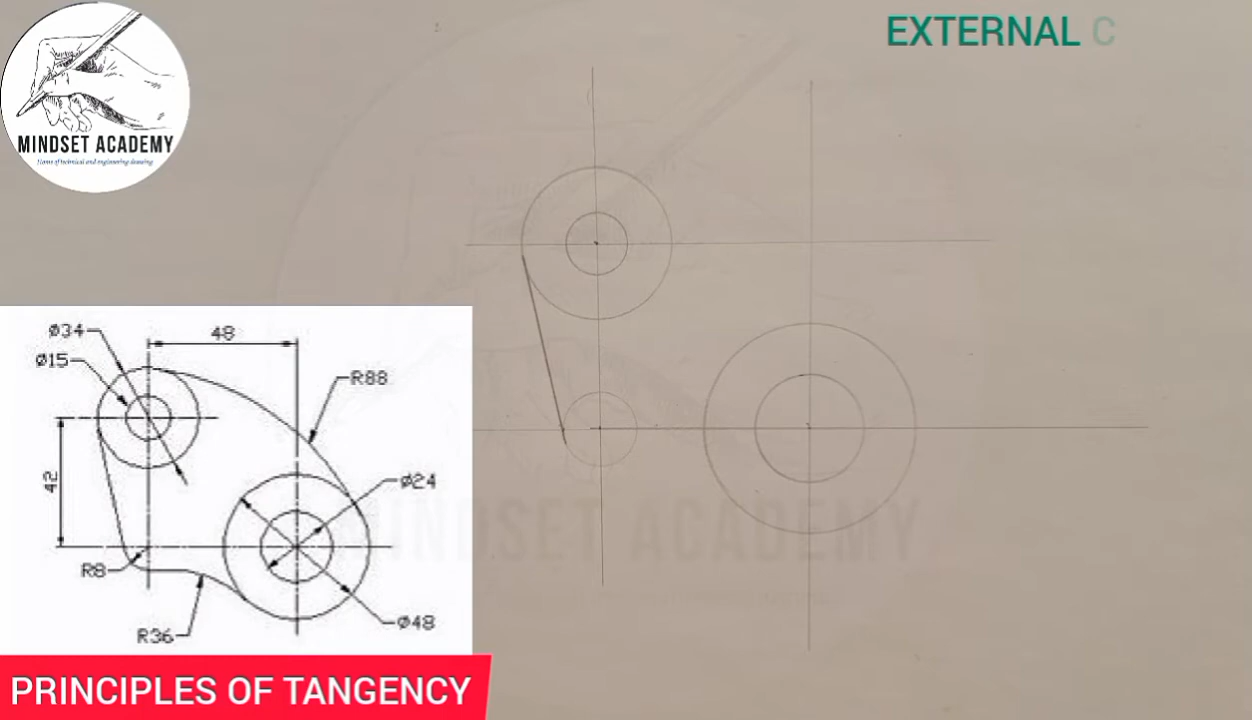 EXTERNAL C
MINDSET ACADEMY
Home of technical and engineering drawing
Ø34
48
Ø15
R88
42
Ø24
R8
R36
Ø48
MINDSET ACADEMY
PRINCIPLES OF TANGENCY